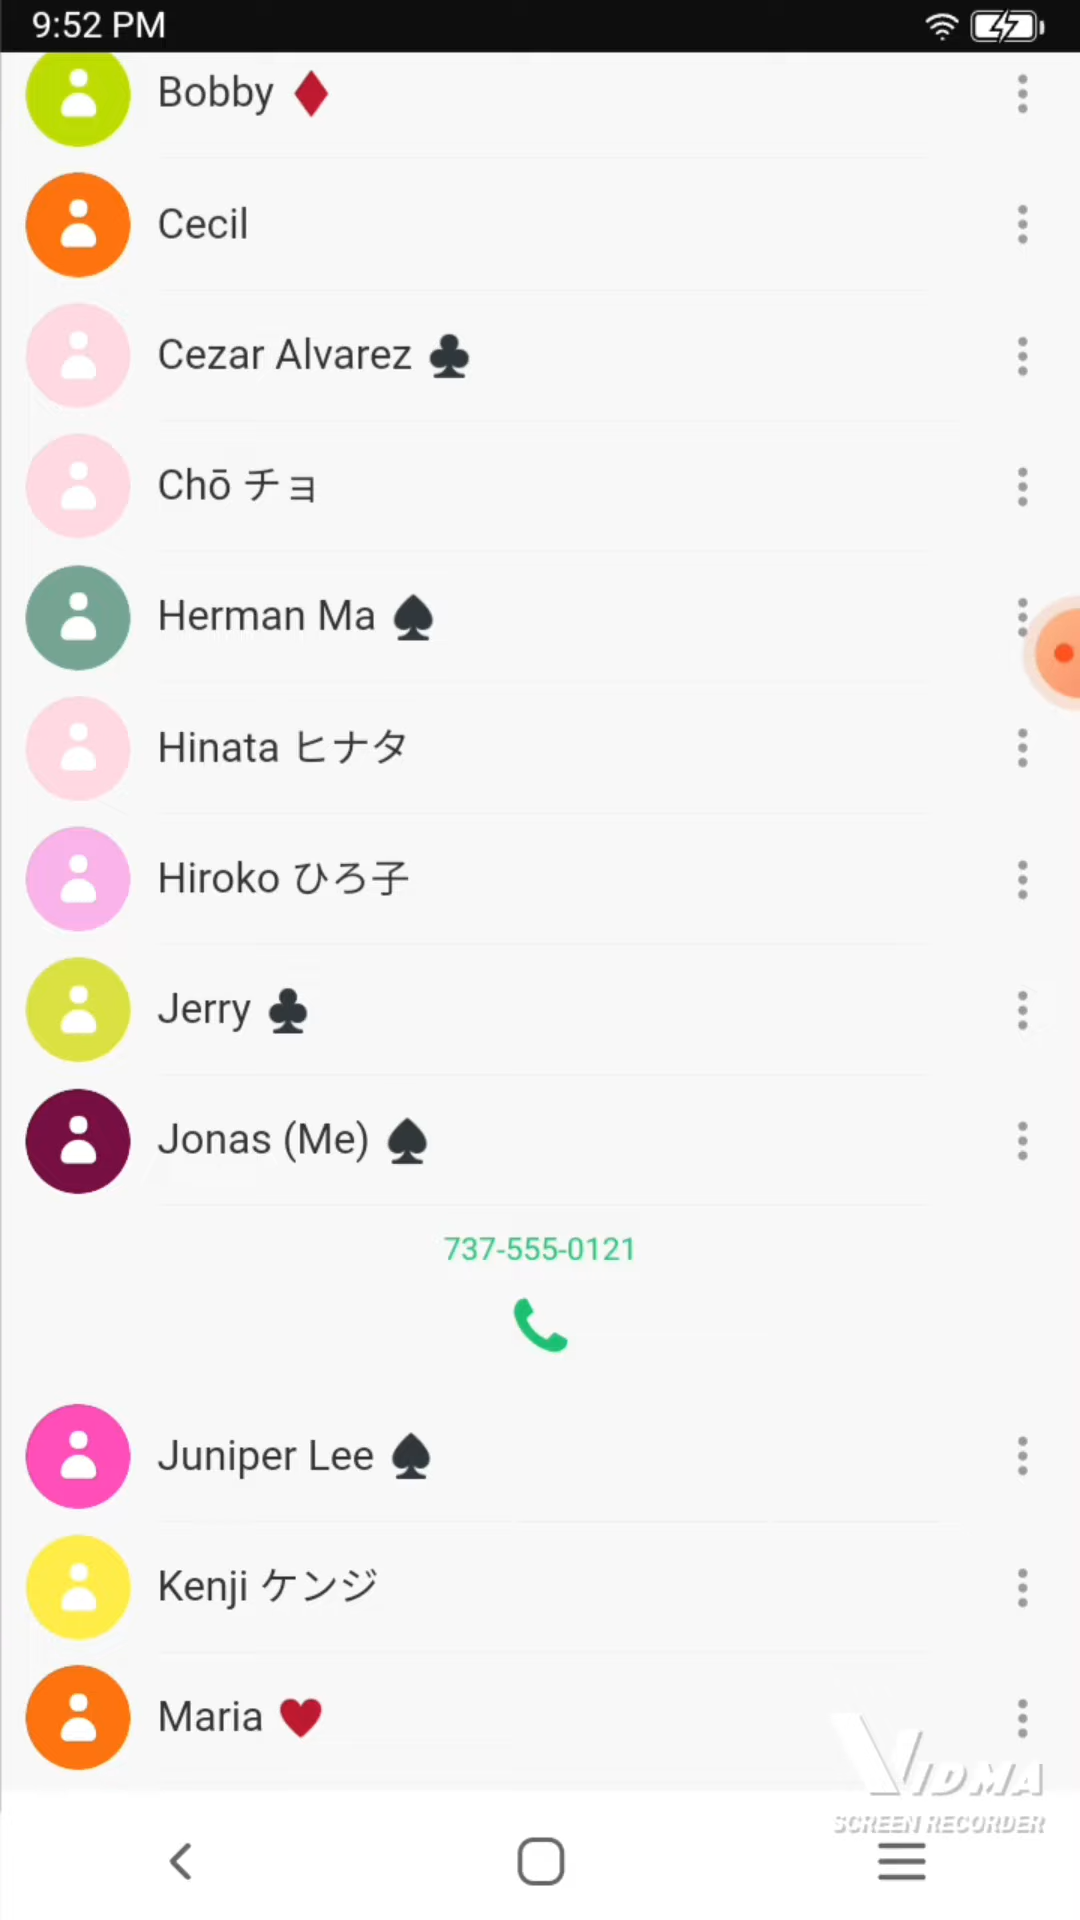 9:52 PM
Bobby ♦️
Cecil
Cezar Alvarez ♣️
Chō チョ
Herman Ma ♠️
Hinata ヒナタ
Hiroko ひろ子
Jerry ♣️
Jonas (Me) ♠️
737-555-0121
Juniper Lee ♠️
Kenji ケンジ
Maria ♥️
VIDMA
SCREEN RECORDER